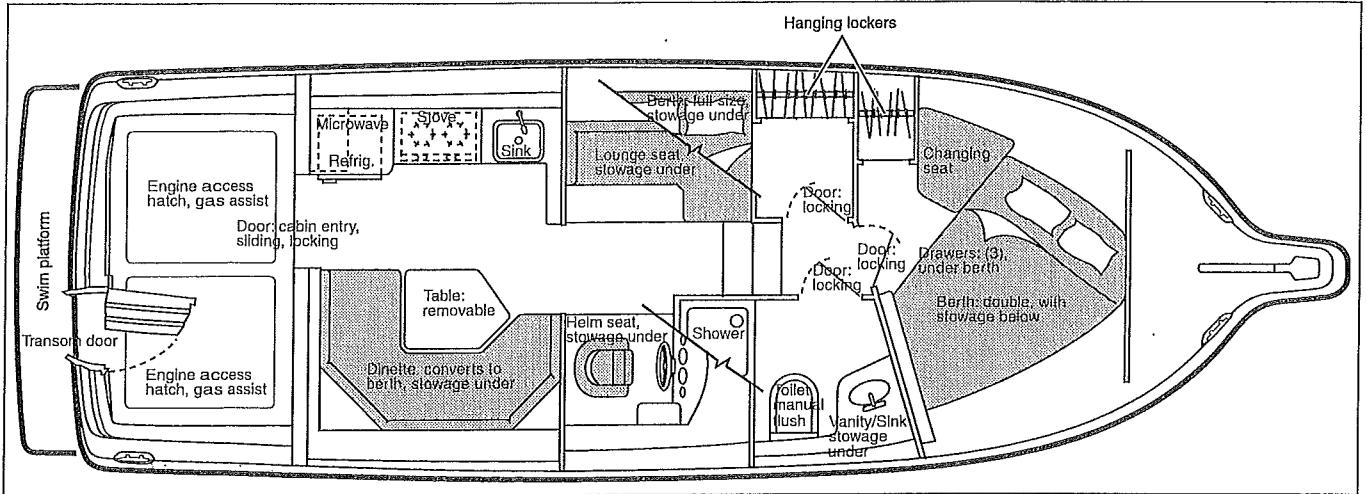 Hanging lockers
Microwave
Refrig.
Stove
Sink
Berth: full size,
stowage under
Lounge seat,
stowage under
Changing
seat
Engine access
hatch, gas assist
Door: cabin entry,
sliding, locking
Door:
locking
Door:
locking
Door:
locking
Drawers: (3),
under berth
Berth: double, with
stowage below
Swim platform
Table:
removable
Helm seat,
stowage under
Shower
Transom door
Engine access
hatch, gas assist
Dinette, converts to
berth, stowage under
Toilet
manual
flush
Vanity/Sink
stowage
under